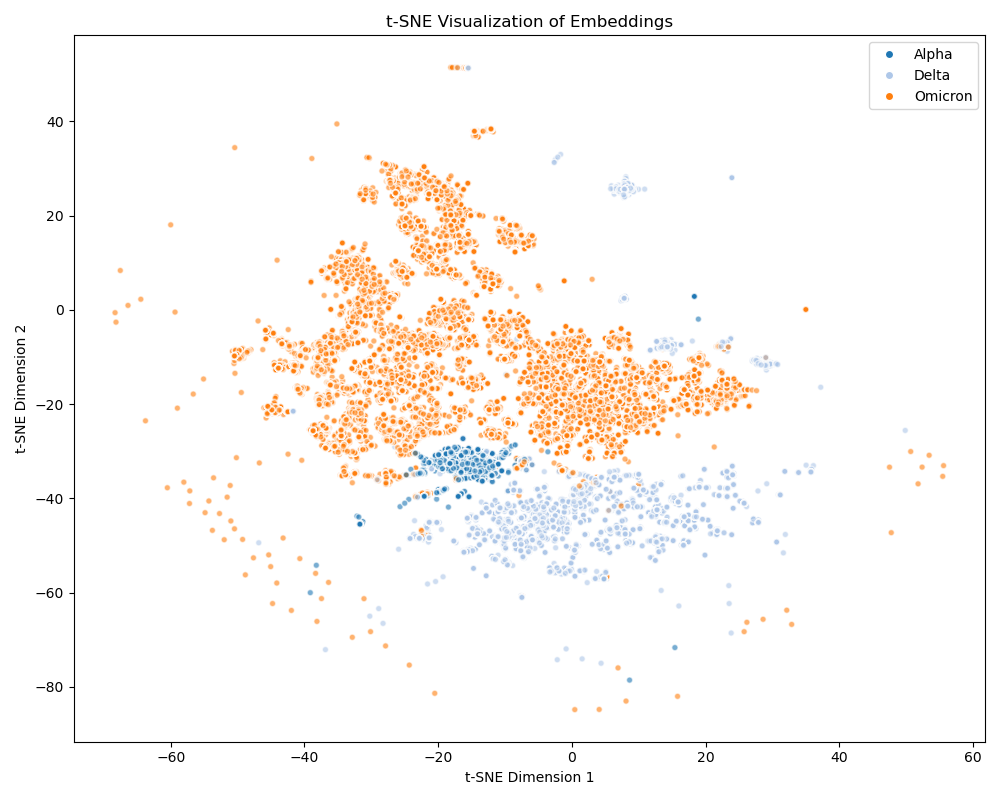 t-SNE Visualization of Embeddings
Alpha
Delta
Omicron
40
20
0
−20
−40
−60
−80
t-SNE Dimension 2
−60
−40
−20
0
20
40
60
t-SNE Dimension 1